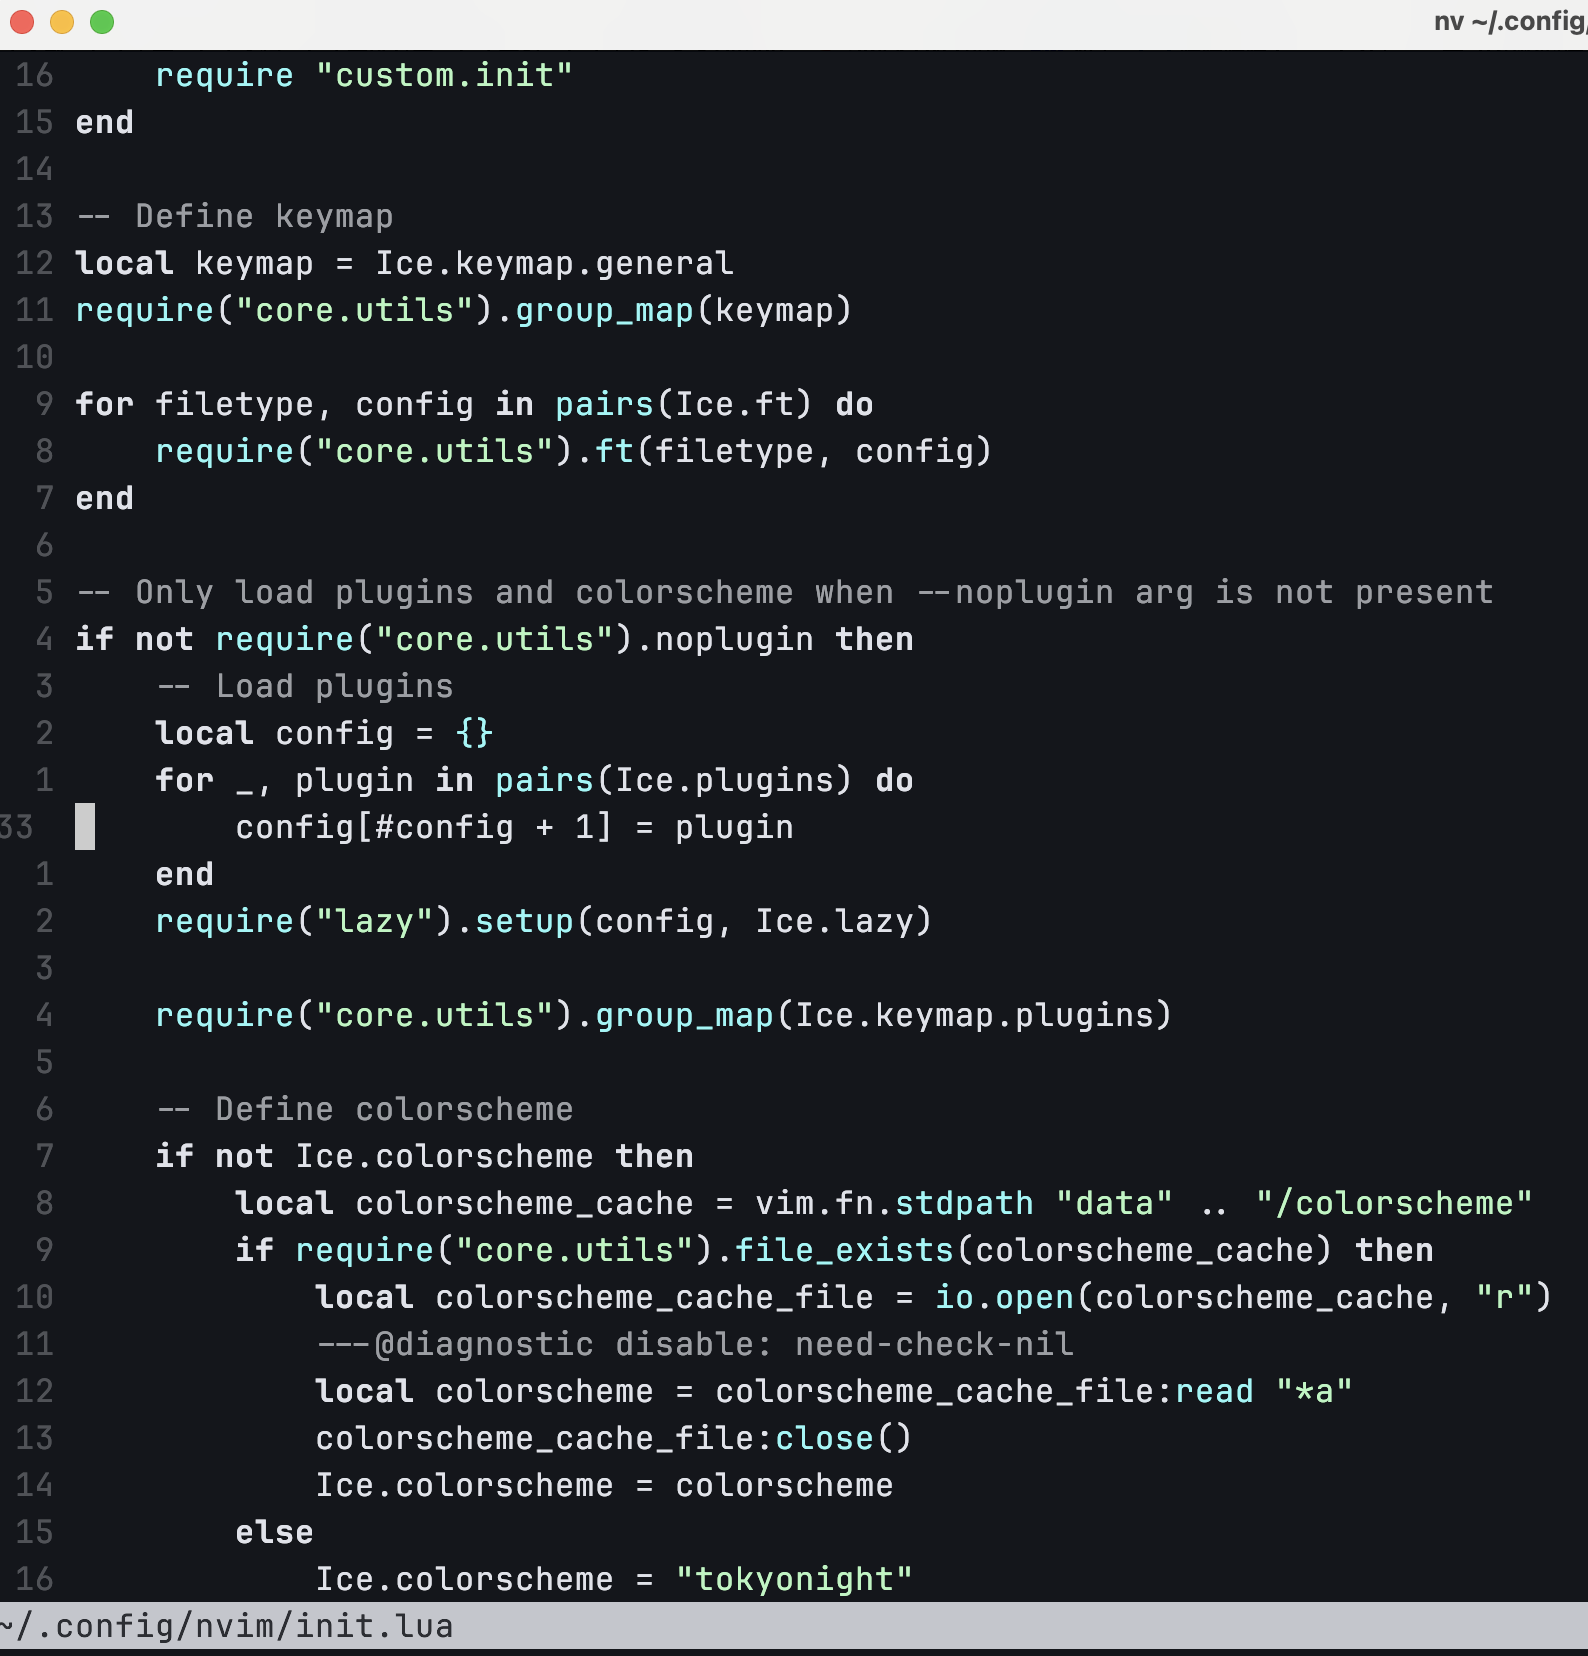 nv ~/.config/
16     require "custom.init"
15 end
14
13 -- Define keymap
12 local keymap = Ice.keymap.general
11 require("core.utils").group_map(keymap)
10
9 for filetype, config in pairs(Ice.ft) do
8     require("core.utils").ft(filetype, config)
7 end
6
5 -- Only load plugins and colorscheme when --noplugin arg is not present
4 if not require("core.utils").noplugin then
3     -- Load plugins
2     local config = {}
1     for _, plugin in pairs(Ice.plugins) do
33         config[#config + 1] = plugin
1     end
2     require("lazy").setup(config, Ice.lazy)
3
4     require("core.utils").group_map(Ice.keymap.plugins)
5
6     -- Define colorscheme
7     if not Ice.colorscheme then
8         local colorscheme_cache = vim.fn.stdpath "data" .. "/colorscheme"
9         if require("core.utils").file_exists(colorscheme_cache) then
10             local colorscheme_cache_file = io.open(colorscheme_cache, "r")
11             ---@diagnostic disable: need-check-nil
12             local colorscheme = colorscheme_cache_file:read "*a"
13             colorscheme_cache_file:close()
14             Ice.colorscheme = colorscheme
15         else
16             Ice.colorscheme = "tokyonight"
~/.config/nvim/init.lua